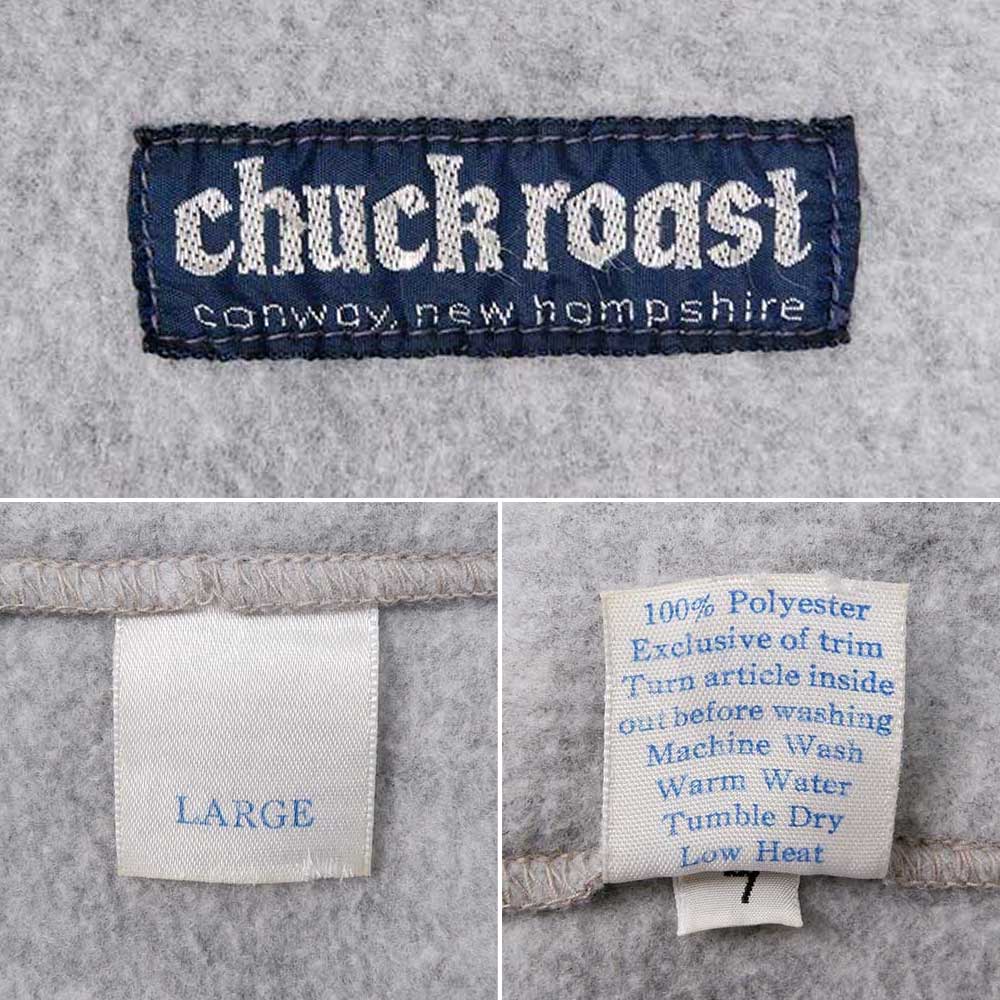 chuck roast
conway, new hampshire
LARGE
100% Polyester
Exclusive of trim
Turn article inside
out before washing
Machine Wash
Warm Water
Tumble Dry
Low Heat
7